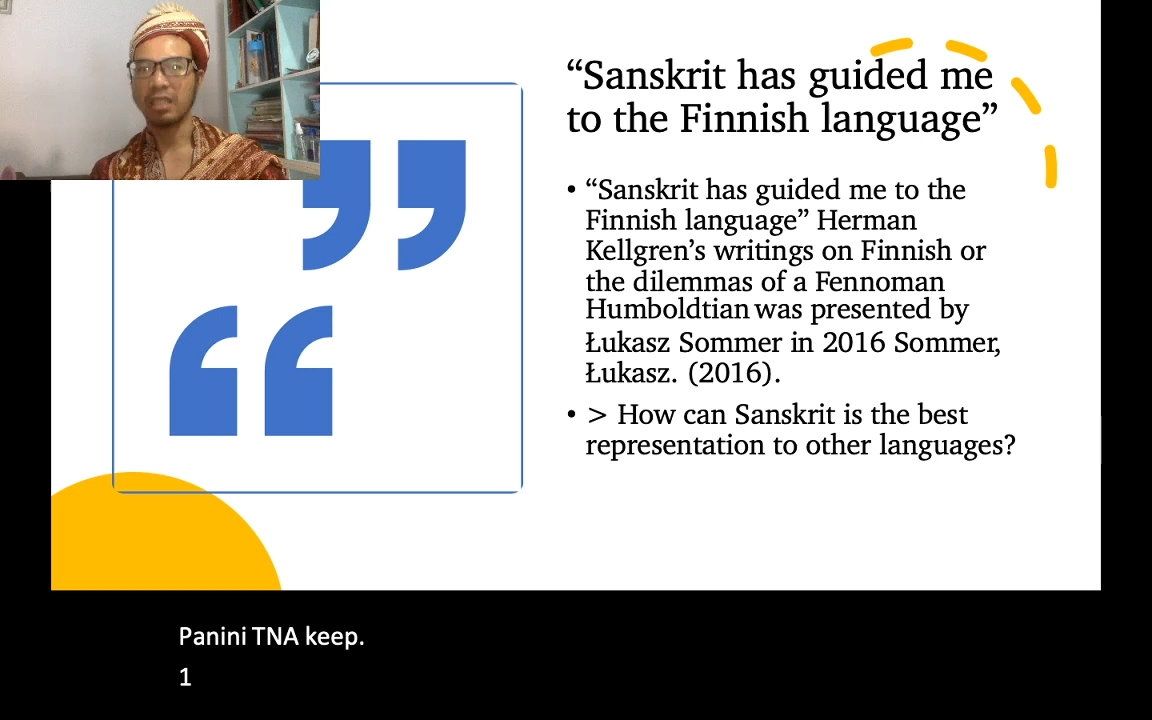 “Sanskrit has guided me
to the Finnish language”
• “Sanskrit has guided me to the
Finnish language” Herman
Kellgren’s writings on Finnish or
the dilemmas of a Fennoman
Humboldtian was presented by
Łukasz Sommer in 2016 Sommer,
Łukasz. (2016).
• > How can Sanskrit is the best
representation to other languages?
Panini TNA keep.
1